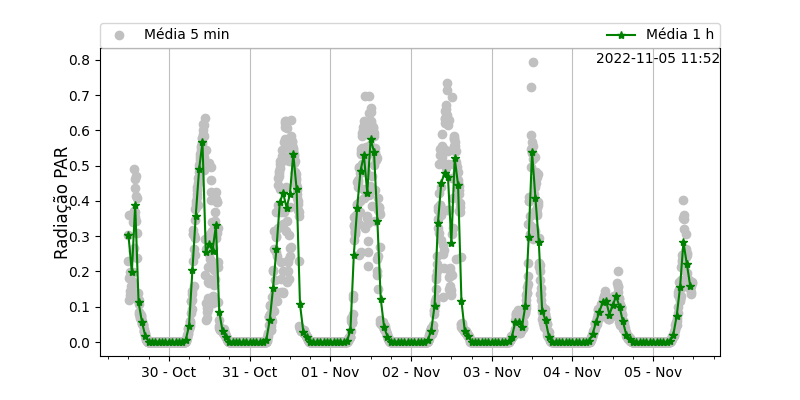 Média 5 min
Média 1 h
2022-11-05 11:52
Radiação PAR
0.8
0.7
0.6
0.5
0.4
0.3
0.2
0.1
0.0
30 - Oct
31 - Oct
01 - Nov
02 - Nov
03 - Nov
04 - Nov
05 - Nov